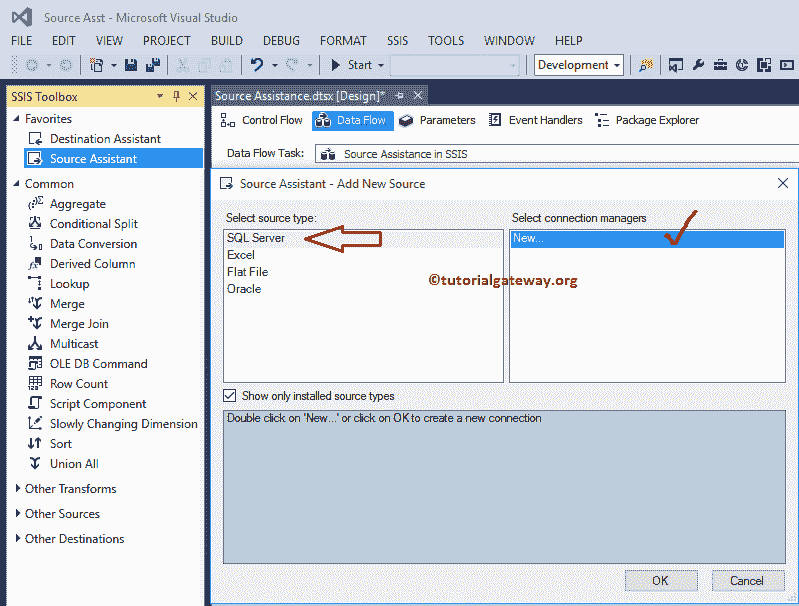 Source Asst - Microsoft Visual Studio
FILE EDIT VIEW PROJECT BUILD DEBUG FORMAT SSIS TOOLS WINDOW HELP
Start Development
SSIS Toolbox
Source Assistance.dtsx [Design]*
Favorites
Destination Assistant
Source Assistant
Common
Aggregate
Conditional Split
Data Conversion
Derived Column
Lookup
Merge
Merge Join
Multicast
OLE DB Command
Row Count
Script Component
Slowly Changing Dimension
Sort
Union All
Other Transforms
Other Sources
Other Destinations
Control Flow Data Flow Parameters Event Handlers Package Explorer
Data Flow Task: Source Assistance in SSIS
Source Assistant - Add New Source
Select source type:
SQL Server
Excel
Flat File
Oracle
Select connection managers
New...
©tutorialgateway.org
Show only installed source types
Double click on 'New...' or click on OK to create a new connection
OK Cancel